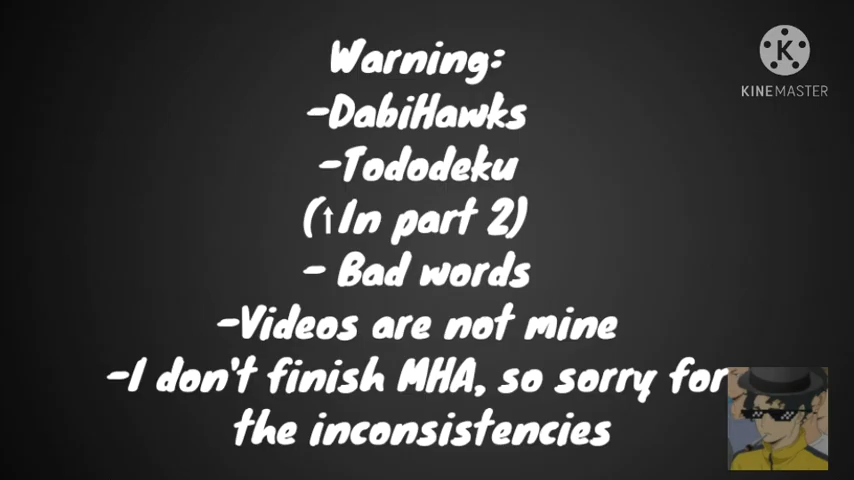 Warning:
-DabiHawks
-Tododeku
(↑In part 2)
- Bad words
-Videos are not mine
-I don't finish MHA, so sorry for
the inconsistencies
K
KINEMASTER